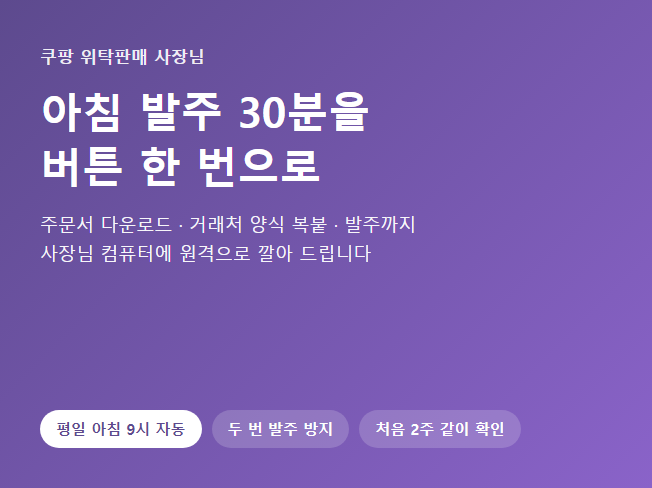 쿠팡 위탁판매 사장님
아침 발주 30분을
버튼 한 번으로
주문서 다운로드 · 거래처 양식 복붙 · 발주까지
사장님 컴퓨터에 원격으로 깔아 드립니다
평일 아침 9시 자동
두 번 발주 방지
처음 2주 같이 확인